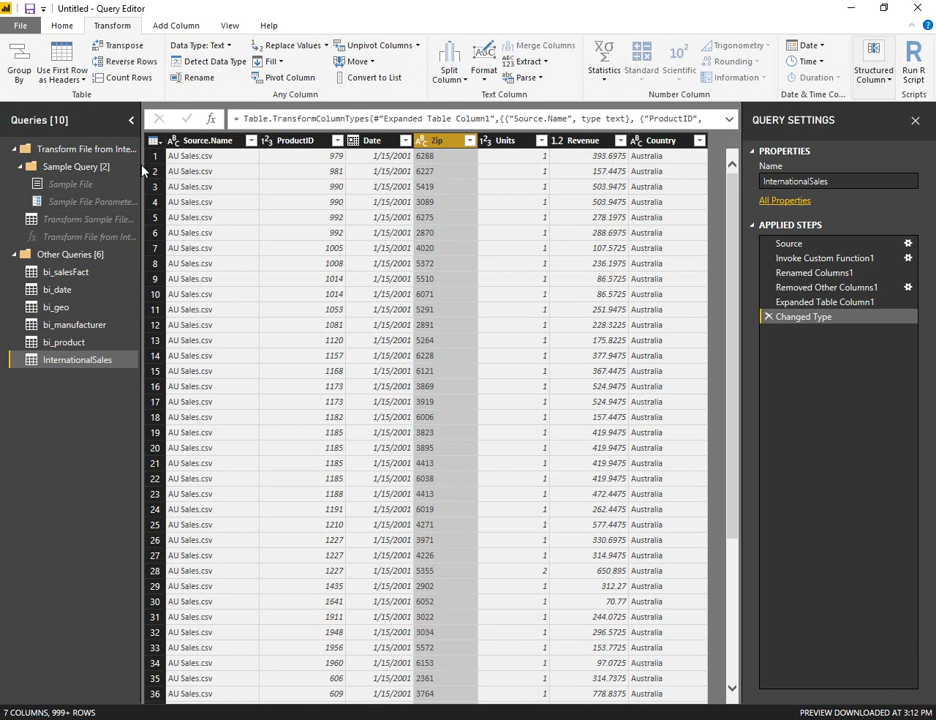 Untitled - Query Editor
File Home Transform Add Column View Help
Group By
Use First Row as Headers
Transpose
Reverse Rows
Count Rows
Table
Data Type: Text
Detect Data Type
Rename
Replace Values
Fill
Pivot Column
Unpivot Columns
Move
Convert to List
Any Column
Split Column
Format
ABC
Merge Columns
Extract
Parse
Text Column
Statistics
Standard
Scientific
Trigonometry
Rounding
Information
Number Column
Date
Time
Duration
Date & Time Co...
Structured Column
Run R Script
Scripts
Queries [10]
Transform File from Inte...
Sample Query [2]
Sample File
Sample File Paramete...
Transform Sample File...
Transform File from Int...
Other Queries [6]
bi_salesFact
bi_date
bi_geo
bi_manufacturer
bi_product
InternationalSales
= Table.TransformColumnTypes(#"Expanded Table Column1",{{"Source.Name", type text}, {"ProductID",
Source.Name ProductID Date Zip Units Revenue Country
1 AU Sales.csv 979 1/15/2001 6288 1 393.6975 Australia
2 AU Sales.csv 981 1/15/2001 6227 1 157.4475 Australia
3 AU Sales.csv 990 1/15/2001 5419 1 503.9475 Australia
4 AU Sales.csv 990 1/15/2001 3089 1 503.9475 Australia
5 AU Sales.csv 992 1/15/2001 6275 1 278.1975 Australia
6 AU Sales.csv 992 1/15/2001 2870 1 288.6975 Australia
7 AU Sales.csv 1005 1/15/2001 4020 1 107.5725 Australia
8 AU Sales.csv 1008 1/15/2001 5372 1 236.1975 Australia
9 AU Sales.csv 1014 1/15/2001 5510 1 86.5725 Australia
10 AU Sales.csv 1014 1/15/2001 6071 1 86.5725 Australia
11 AU Sales.csv 1053 1/15/2001 5291 1 251.9475 Australia
12 AU Sales.csv 1081 1/15/2001 2891 1 228.3225 Australia
13 AU Sales.csv 1120 1/15/2001 5264 1 175.8225 Australia
14 AU Sales.csv 1157 1/15/2001 6228 1 377.9475 Australia
15 AU Sales.csv 1168 1/15/2001 6121 1 367.4475 Australia
16 AU Sales.csv 1173 1/15/2001 3869 1 524.9475 Australia
17 AU Sales.csv 1173 1/15/2001 3919 1 524.9475 Australia
18 AU Sales.csv 1182 1/15/2001 6006 1 157.4475 Australia
19 AU Sales.csv 1185 1/15/2001 3823 1 419.9475 Australia
20 AU Sales.csv 1185 1/15/2001 3895 1 419.9475 Australia
21 AU Sales.csv 1185 1/15/2001 4413 1 419.9475 Australia
22 AU Sales.csv 1185 1/15/2001 6038 1 419.9475 Australia
23 AU Sales.csv 1188 1/15/2001 4413 1 472.4475 Australia
24 AU Sales.csv 1191 1/15/2001 6019 1 262.4475 Australia
25 AU Sales.csv 1210 1/15/2001 4271 1 577.4475 Australia
26 AU Sales.csv 1227 1/15/2001 3971 1 330.6975 Australia
27 AU Sales.csv 1227 1/15/2001 4226 1 314.9475 Australia
28 AU Sales.csv 1227 1/15/2001 5355 2 650.895 Australia
29 AU Sales.csv 1435 1/15/2001 2902 1 312.27 Australia
30 AU Sales.csv 1641 1/15/2001 6052 1 70.77 Australia
31 AU Sales.csv 1911 1/15/2001 3022 1 244.0725 Australia
32 AU Sales.csv 1948 1/15/2001 3034 1 296.5725 Australia
33 AU Sales.csv 1956 1/15/2001 5572 1 153.7725 Australia
34 AU Sales.csv 1960 1/15/2001 6153 1 97.0725 Australia
35 AU Sales.csv 606 1/15/2001 2361 1 314.7375 Australia
36 AU Sales.csv 609 1/15/2001 3764 1 778.8375 Australia
QUERY SETTINGS
PROPERTIES
Name
InternationalSales
All Properties
APPLIED STEPS
Source
Invoke Custom Function1
Renamed Columns1
Removed Other Columns1
Expanded Table Column1
Changed Type
7 COLUMNS, 999+ ROWS
PREVIEW DOWNLOADED AT 3:12 PM